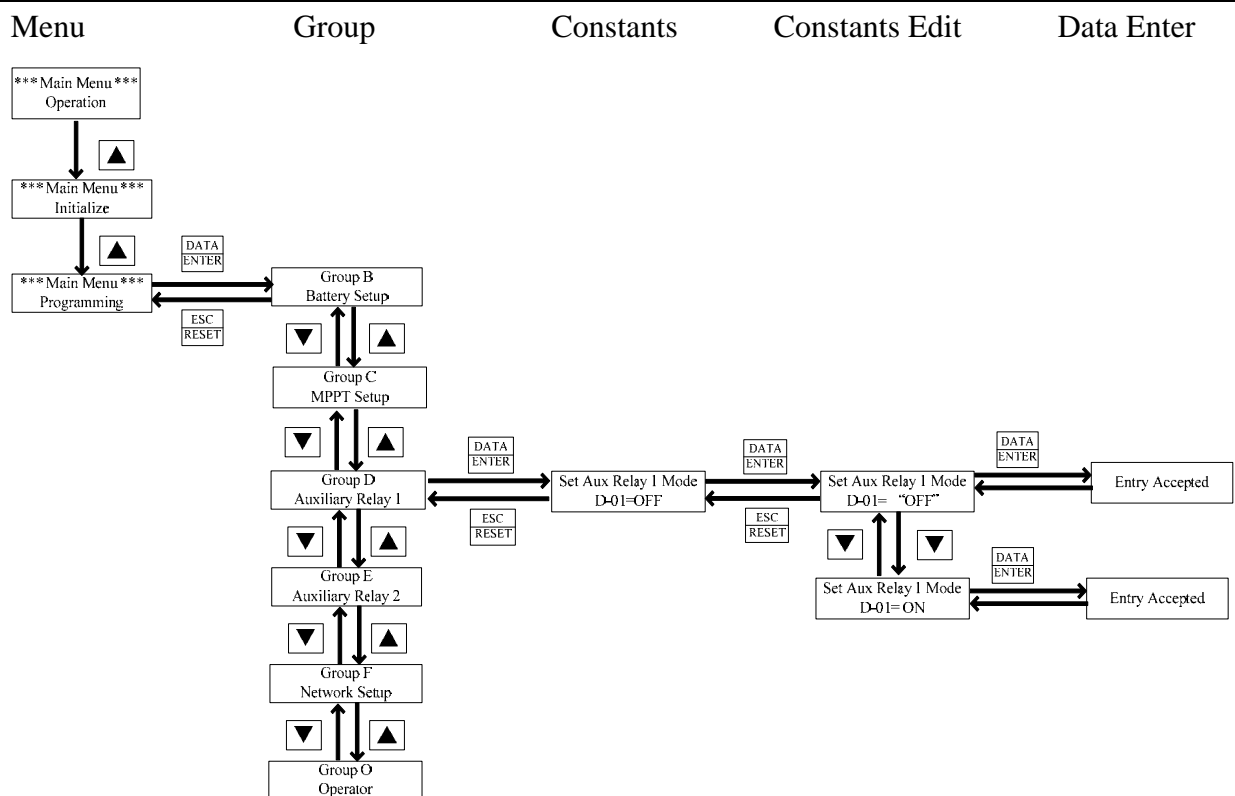 Menu Group Constants Constants Edit Data Enter
***Main Menu***
Operation
***Main Menu***
Initialize
***Main Menu***
Programming
DATA
ENTER
ESC
RESET
Group B
Battery Setup
Group C
MPPT Setup
Group D
Auxiliary Relay 1
Group E
Auxiliary Relay 2
Group F
Network Setup
Group O
Operator
DATA
ENTER
ESC
RESET
Set Aux Relay 1 Mode
D-01=OFF
DATA
ENTER
ESC
RESET
Set Aux Relay 1 Mode
D-01= "OFF"
Set Aux Relay 1 Mode
D-01=ON
DATA
ENTER
Entry Accepted
DATA
ENTER
Entry Accepted